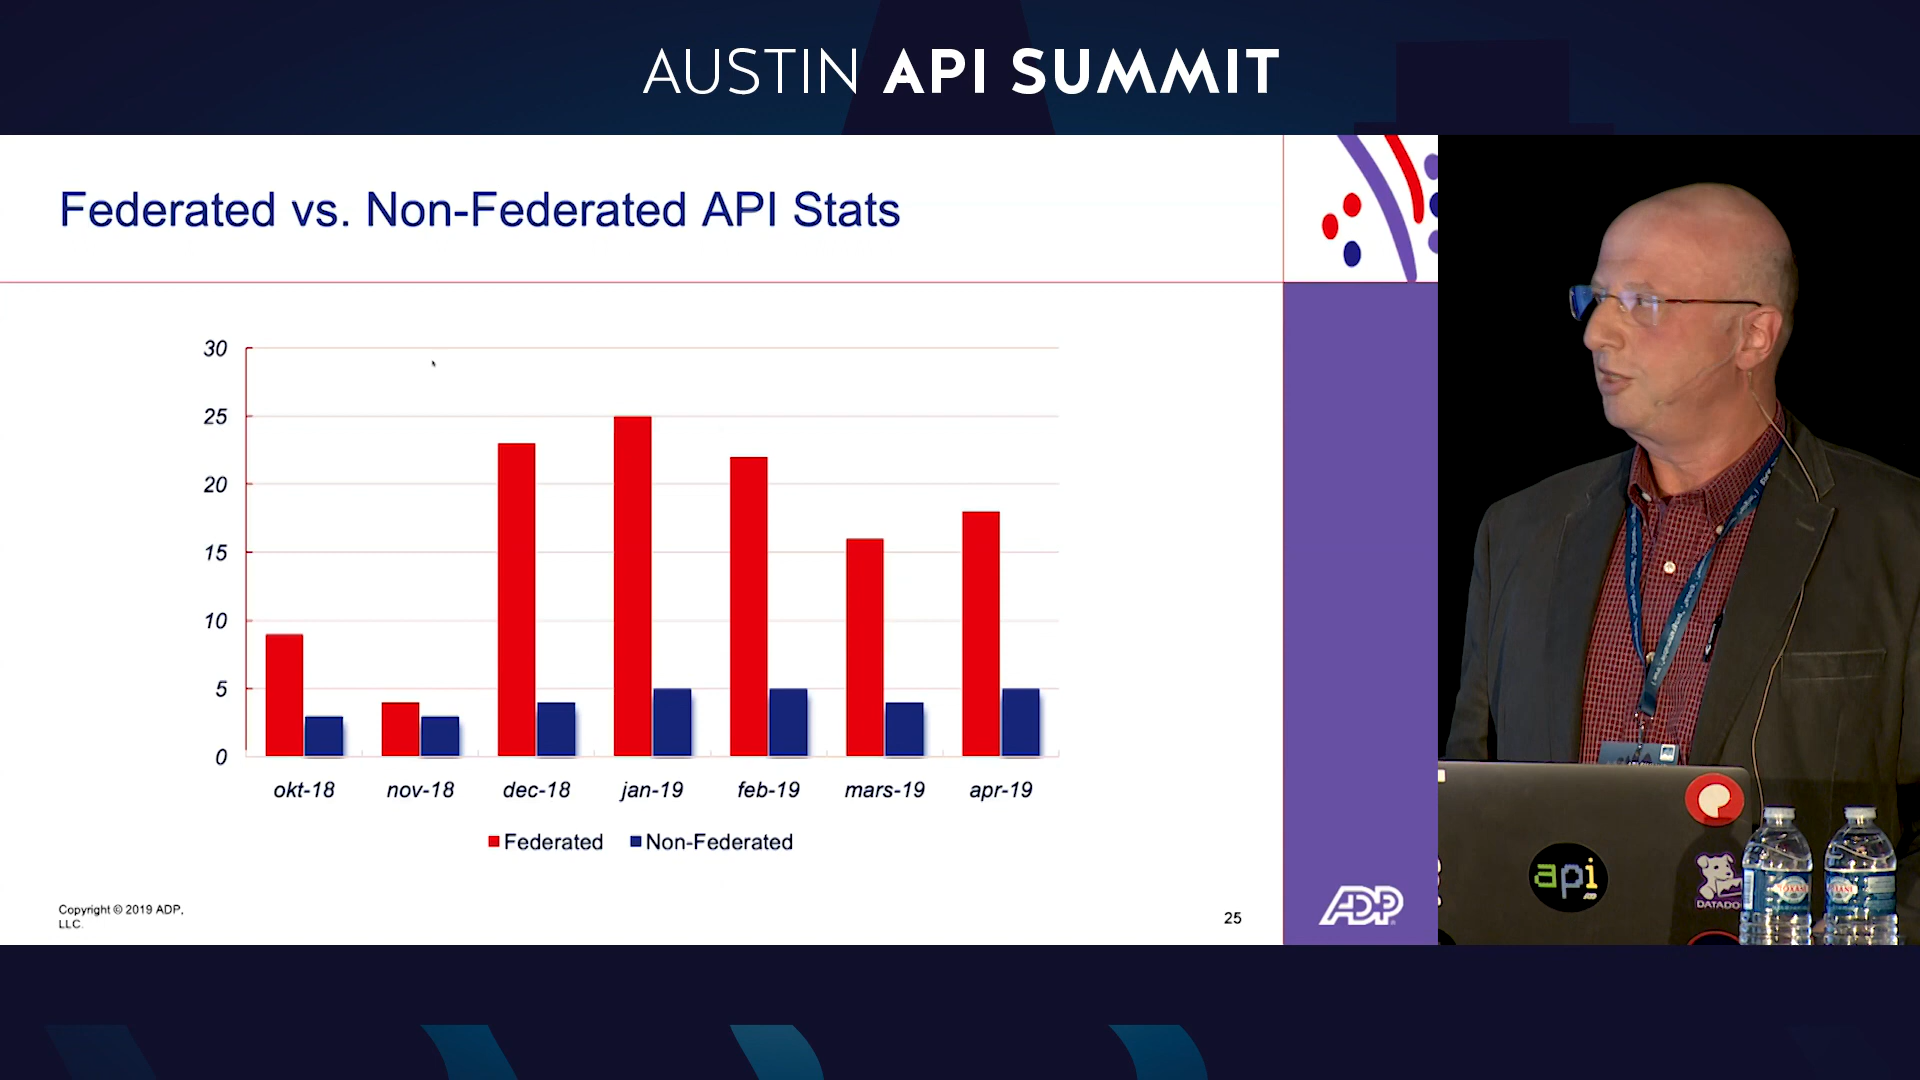 AUSTIN API SUMMIT
Federated vs. Non-Federated API Stats
30
25
20
15
10
5
0
okt-18 nov-18 dec-18 jan-19 feb-19 mars-19 apr-19
Federated Non-Federated
Copyright © 2019 ADP,
LLC.
25
ADP
api
ADP